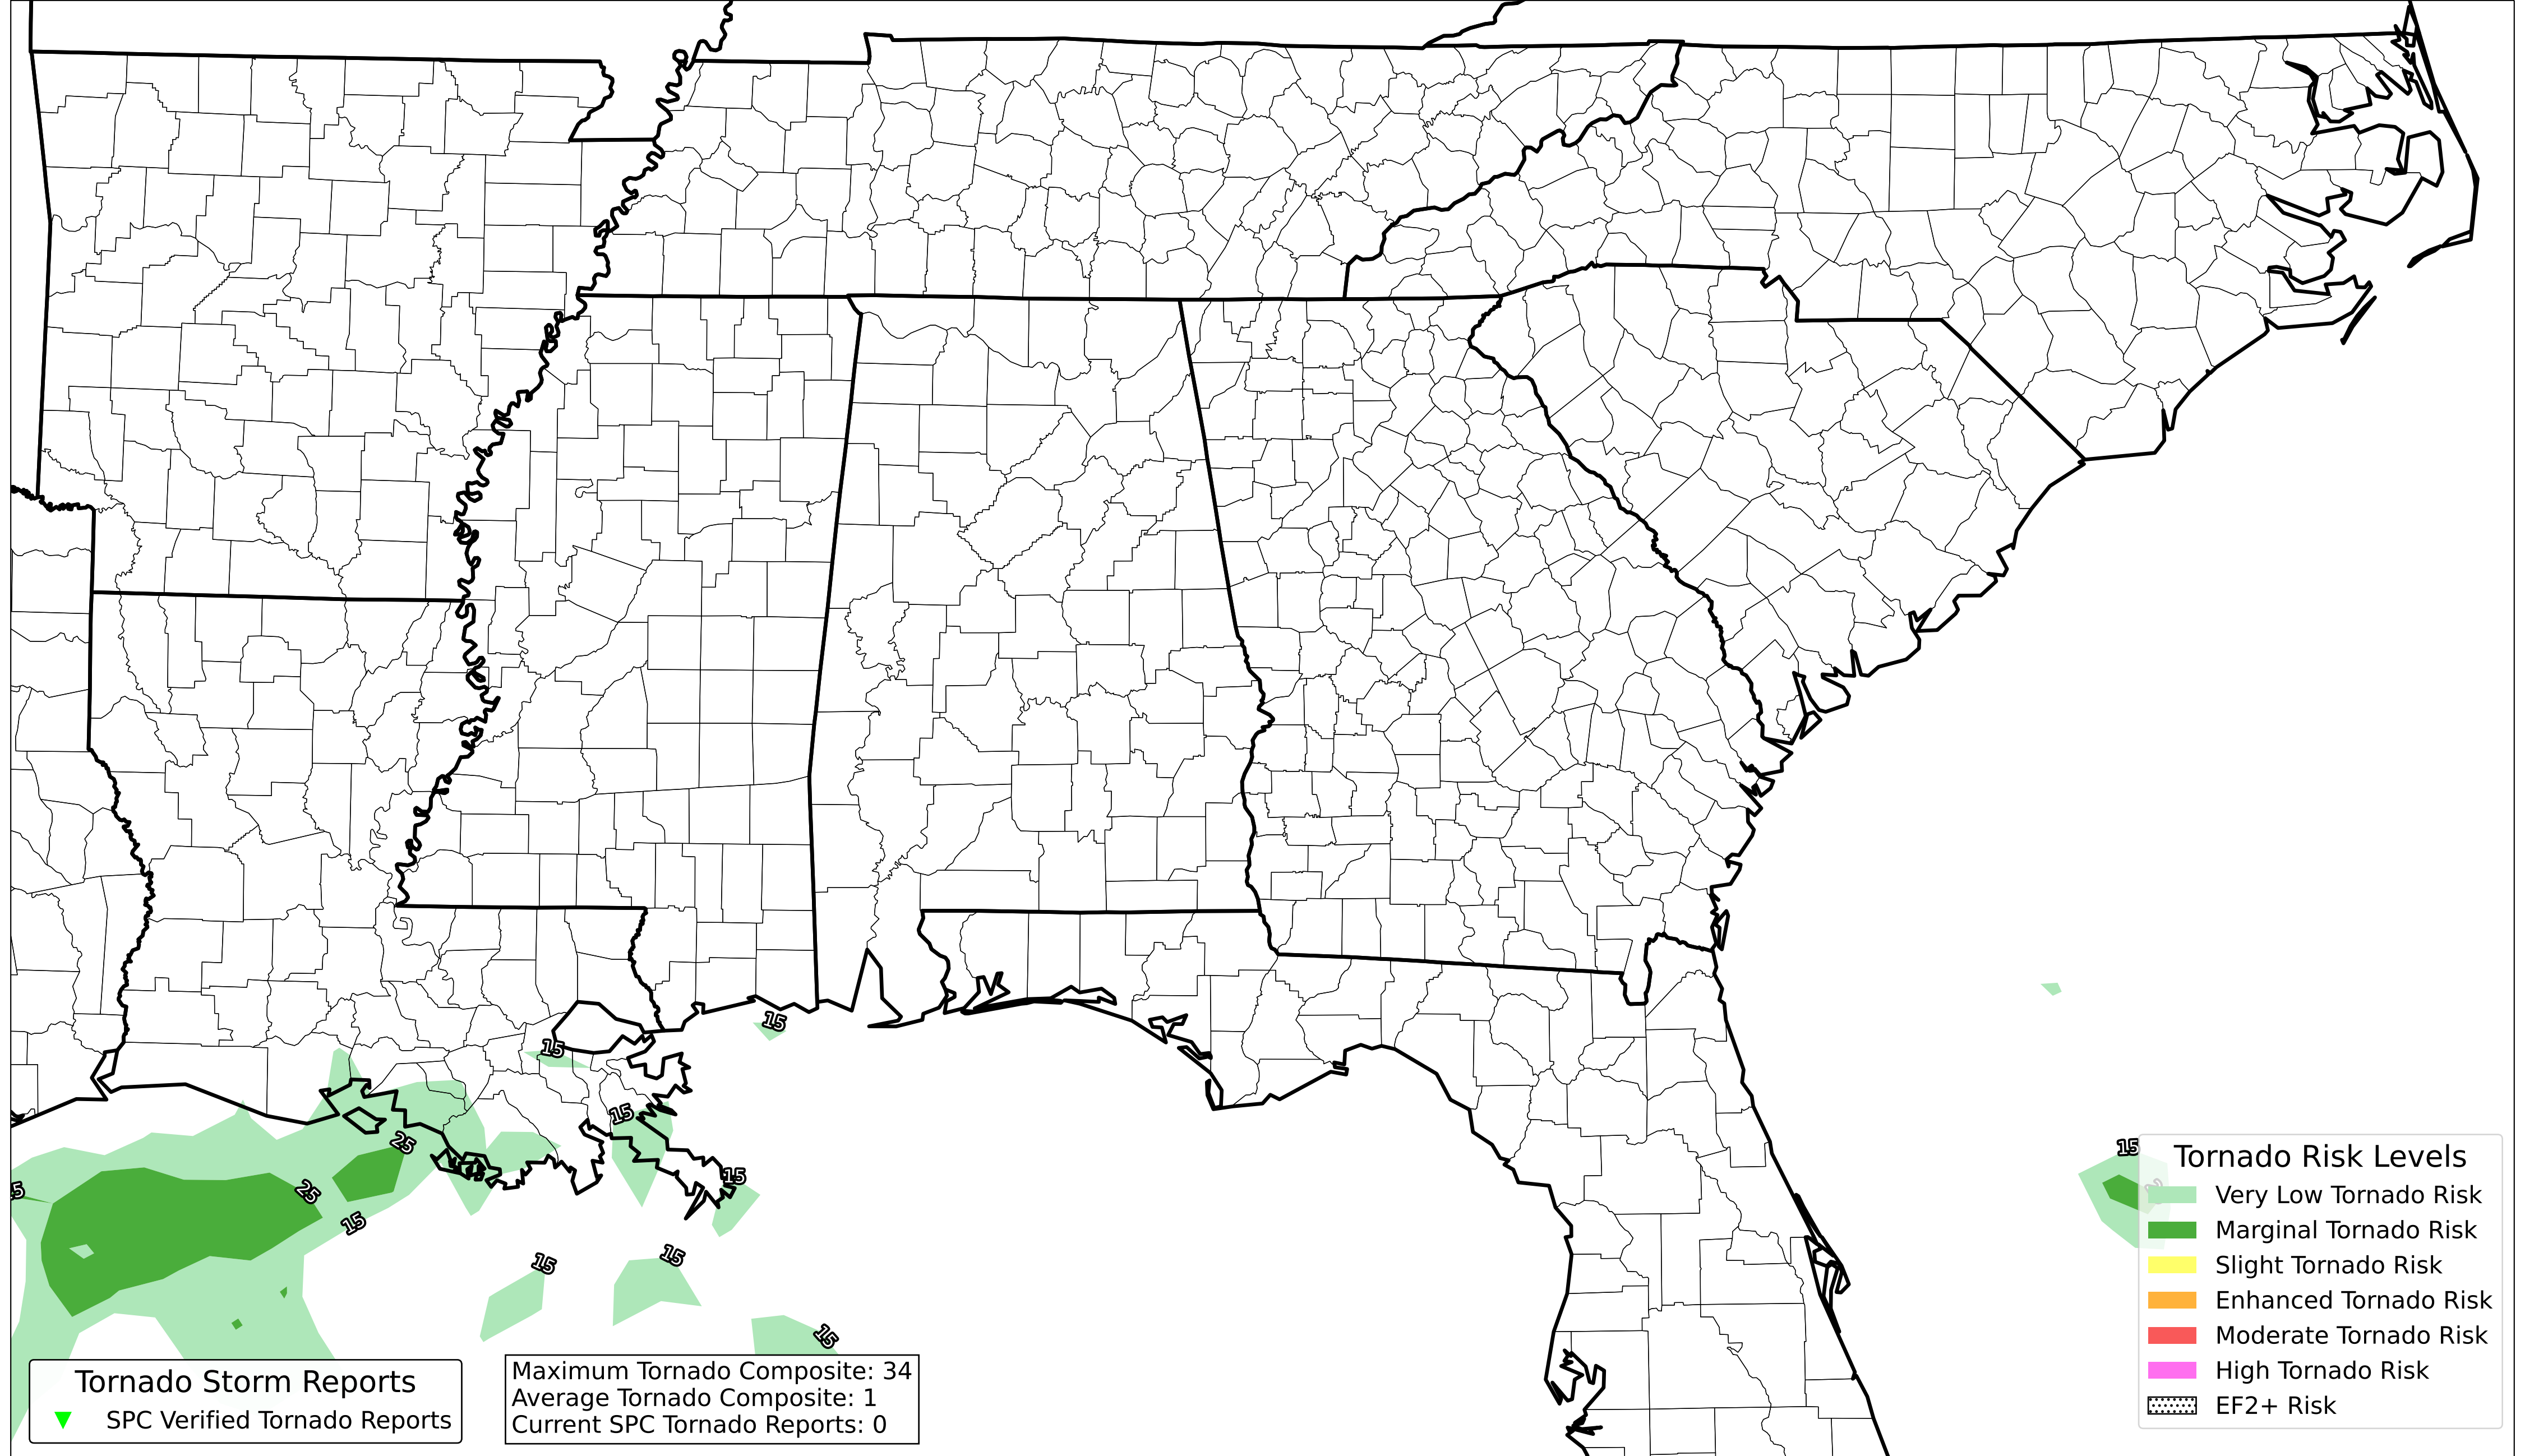 15
15
15
25
15
15
5
25
15
15
15
15
Tornado Risk Levels
Very Low Tornado Risk
Marginal Tornado Risk
Slight Tornado Risk
Enhanced Tornado Risk
Moderate Tornado Risk
High Tornado Risk
EF2+ Risk
Tornado Storm Reports
SPC Verified Tornado Reports
Maximum Tornado Composite: 34
Average Tornado Composite: 1
Current SPC Tornado Reports: 0